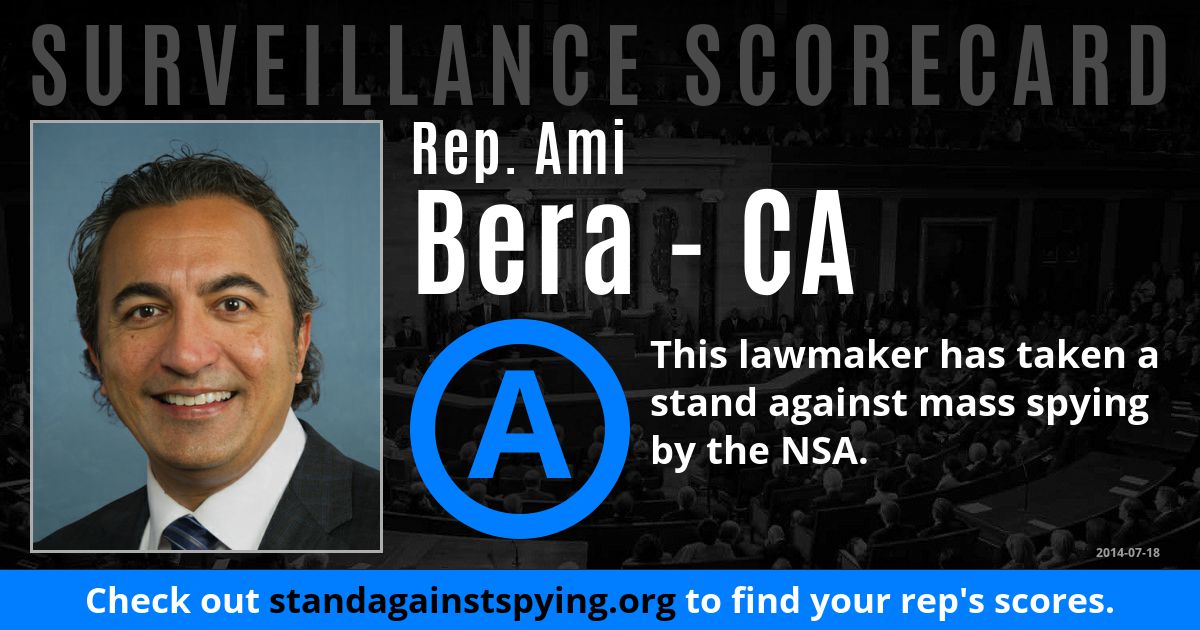 SURVEILLANCE SCORECARD
Rep. Ami
Bera - CA
A
This lawmaker has taken a
stand against mass spying
by the NSA.
2014-07-18
Check out standagainstspying.org to find your rep's scores.